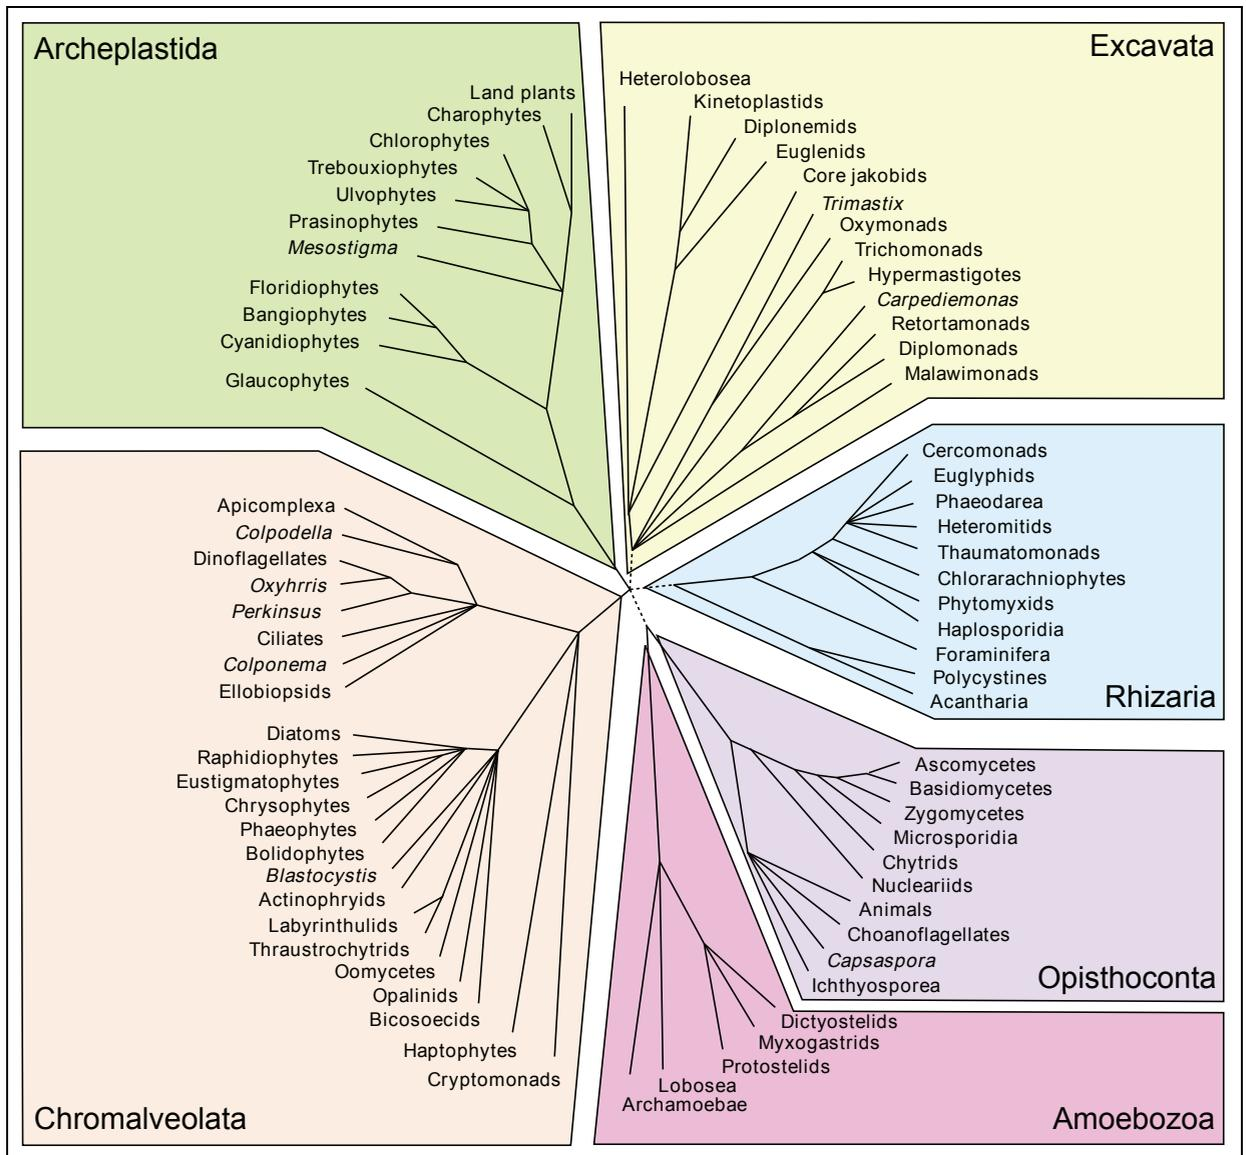 Archeplastida
Land plants
Charophytes
Chlorophytes
Trebouxiophytes
Ulvophytes
Prasinophytes
Mesostigma
Floridiophytes
Bangiophytes
Cyanidiophytes
Glaucophytes
Excavata
Heterolobosea
Kinetoplastids
Diplonemids
Euglenids
Core jakobids
Trimastix
Oxymonads
Trichomonads
Hypermastigotes
Carpediemonas
Retortamonads
Diplomonads
Malawimonads
Cercomonads
Euglyphids
Phaeodarea
Heteromitids
Thaumatomonads
Chlorarachniophytes
Phytomyxids
Haplosporidia
Foraminifera
Polycystines
Acantharia
Rhizaria
Apicomplexa
Colpodella
Dinoflagellates
Oxyhrris
Perkinsus
Ciliates
Colponema
Ellobiopsids
Diatoms
Raphidiophytes
Eustigmatophytes
Chrysophytes
Phaeophytes
Bolidophytes
Blastocystis
Actinophryids
Labyrinthulids
Thraustrochytrids
Oomycetes
Opalinids
Bicosoecids
Haptophytes
Cryptomonads
Chromalveolata
Ascomycetes
Basidiomycetes
Zygomycetes
Microsporidia
Chytrids
Nucleariids
Animals
Choanoflagellates
Capsaspora
Ichthyosporea
Opisthoconta
Dictyostelids
Myxogastrids
Protostelids
Lobosea
Archamoebae
Amoebozoa